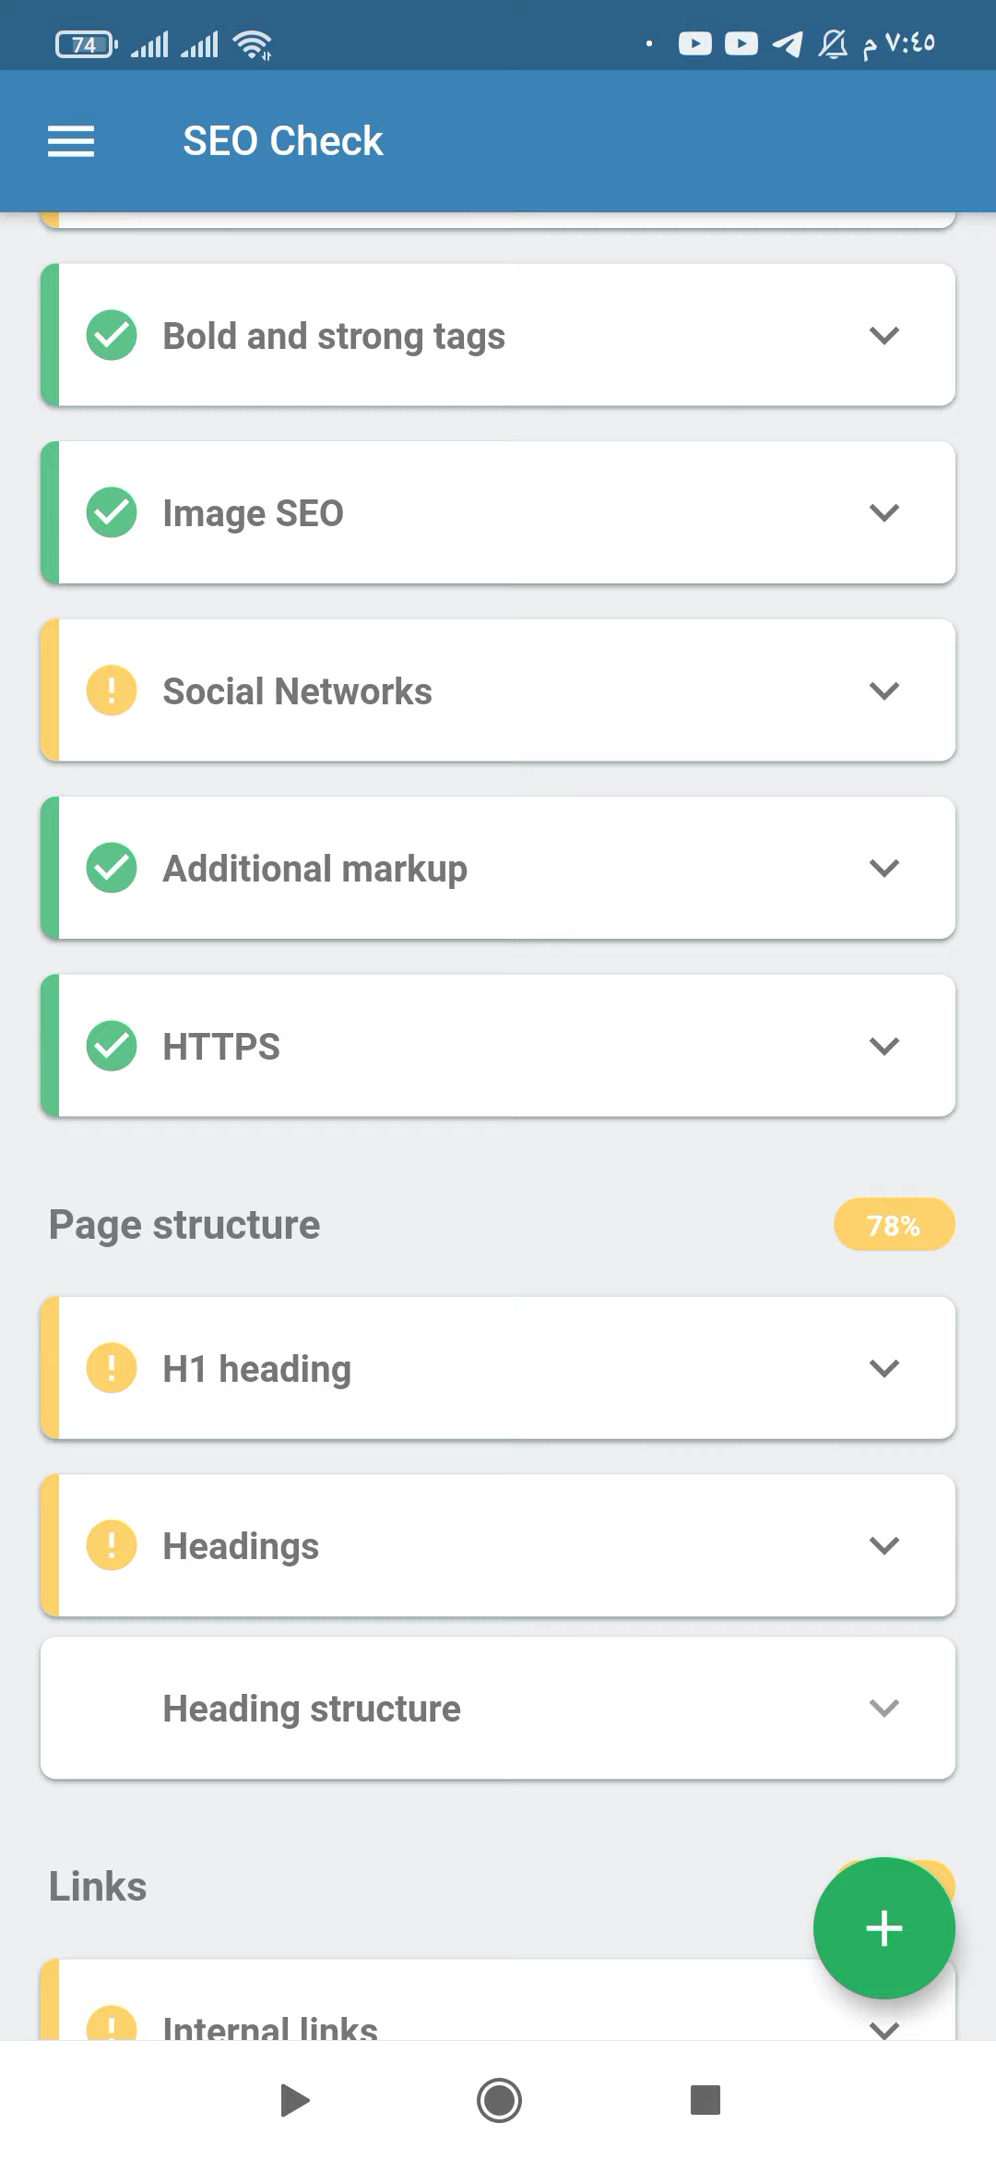 74
م ٧:٤٥
SEO Check
Bold and strong tags
Image SEO
Social Networks
Additional markup
HTTPS
Page structure
78%
H1 heading
Headings
Heading structure
Links
Internal links